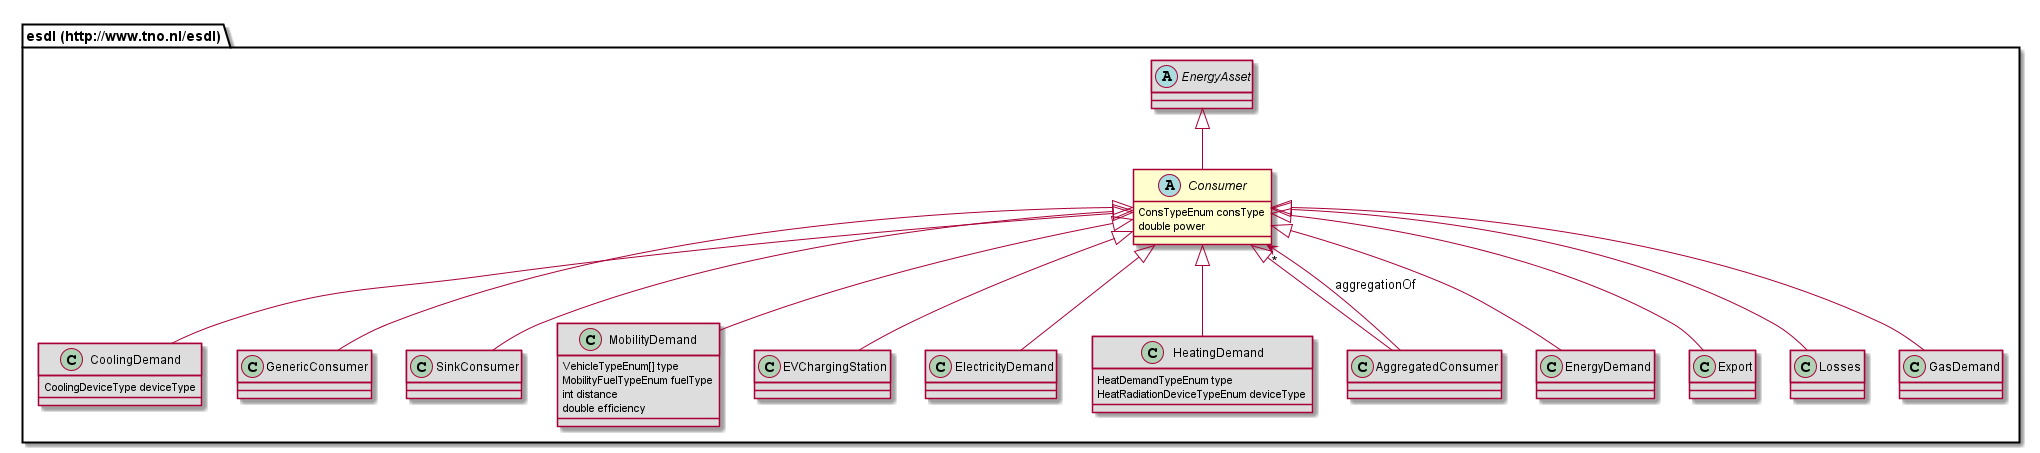 esdl (http://www.tno.nl/esdl)
A EnergyAsset
A Consumer
ConsTypeEnum consType
double power
*
aggregationOf
C CoolingDemand
CoolingDeviceType deviceType
C GenericConsumer
C SinkConsumer
C MobilityDemand
VehicleTypeEnum[] type
MobilityFuelTypeEnum fuelType
int distance
double efficiency
C EVChargingStation
C ElectricityDemand
C HeatingDemand
HeatDemandTypeEnum type
HeatRadiationDeviceTypeEnum deviceType
C AggregatedConsumer
C EnergyDemand
C Export
C Losses
C GasDemand